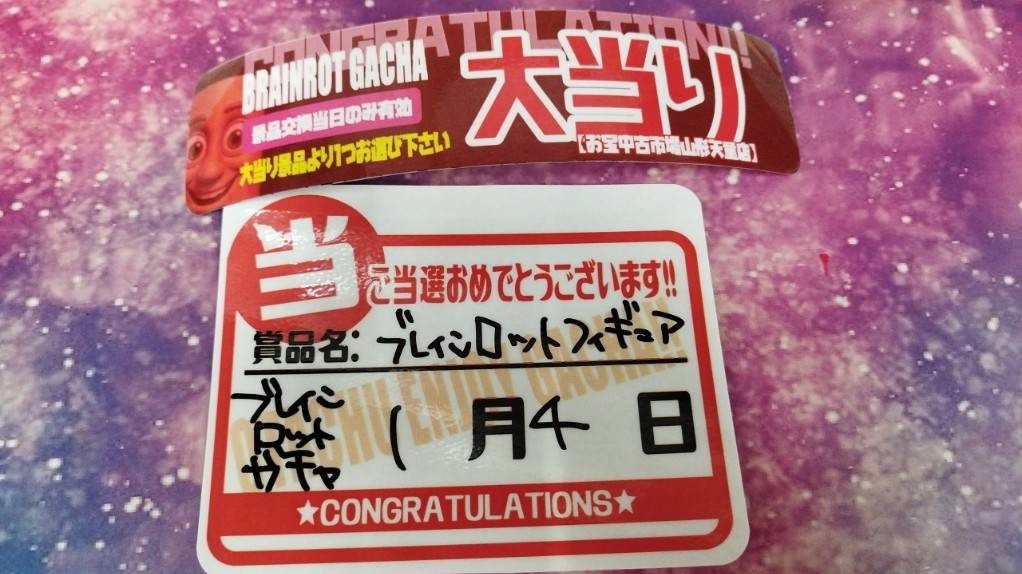 CONGRATULATION!!
BRAINROT GACHA
大当り
景品交換当日のみ有効
大当り景品より1つお選び下さい
【お宝中古市場山形天童店】
当
ご当選おめでとうございます!!
賞品名: ブレインロットフィギュア
ブレイン
ロット
ガチャ
1月4日
ENJOY GACHA!!
★CONGRATULATIONS★